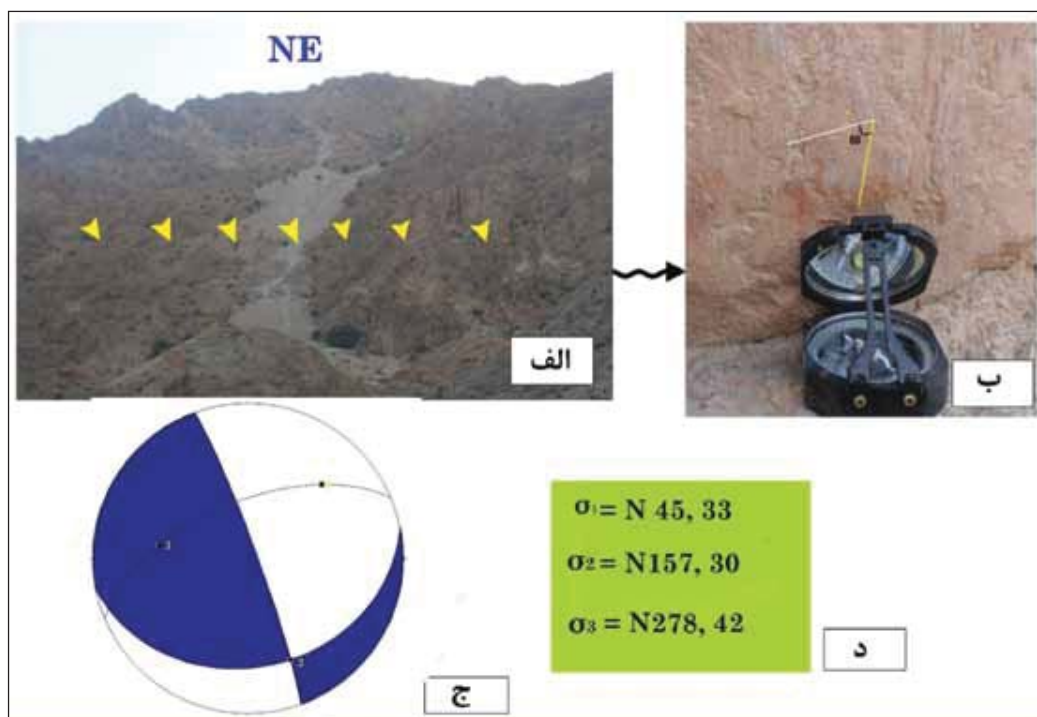 NE
الف
ب
σ1= N 45, 33
σ2 = N157, 30
σ3 = N278, 42
د
ج